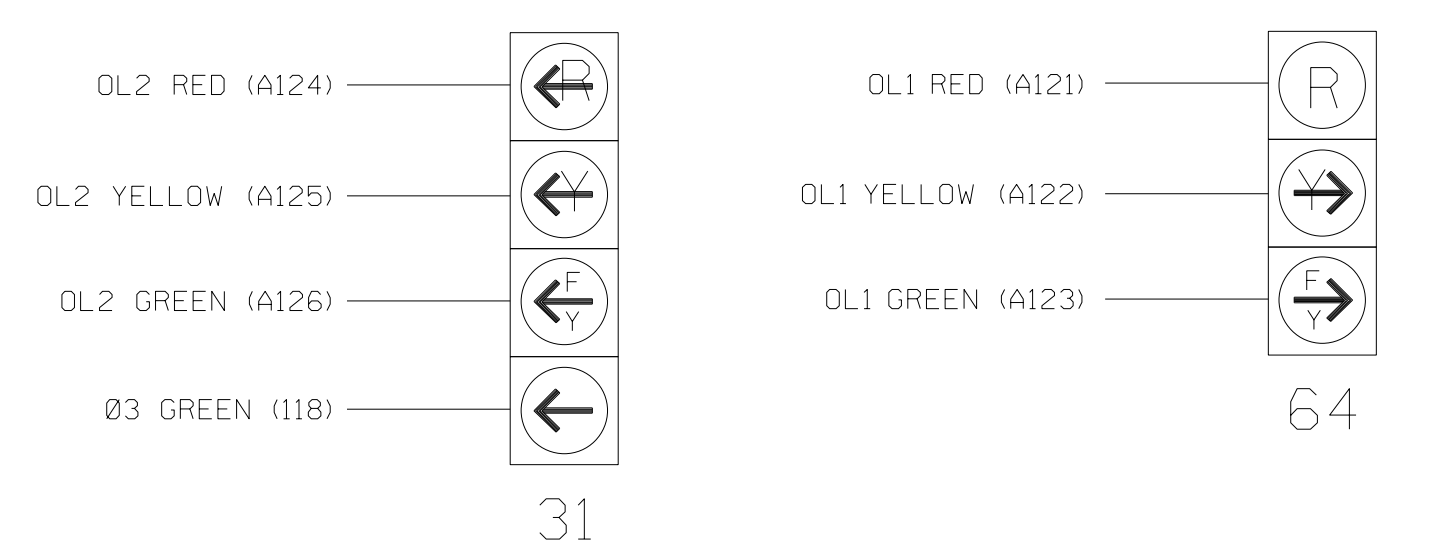 OL2 RED (A124)
R
OL2 YELLOW (A125)
Y
OL2 GREEN (A126)
F
Y
Ø3 GREEN (118)
31
OL1 RED (A121)
R
OL1 YELLOW (A122)
Y
OL1 GREEN (A123)
F
Y
64